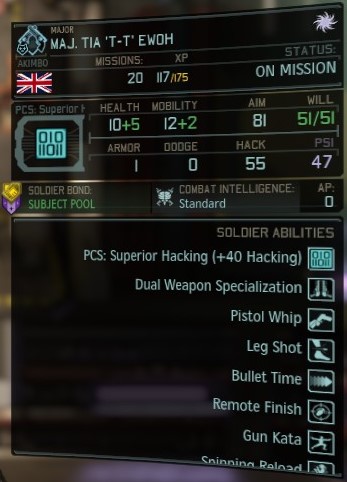 MAJOR
MAJ. TIA 'T-T' EWOH
AKIMBO
MISSIONS: XP STATUS:
20 117/175 ON MISSION
PCS: Superior
HEALTH MOBILITY AIM WILL
10+5 12+2 81 51/51
ARMOR DODGE HACK PSI
1 0 55 47
SOLDIER BOND: COMBAT INTELLIGENCE: AP:
SUBJECT POOL Standard 0
SOLDIER ABILITIES
PCS: Superior Hacking (+40 Hacking)
Dual Weapon Specialization
Pistol Whip
Leg Shot
Bullet Time
Remote Finish
Gun Kata
Spinning Reload